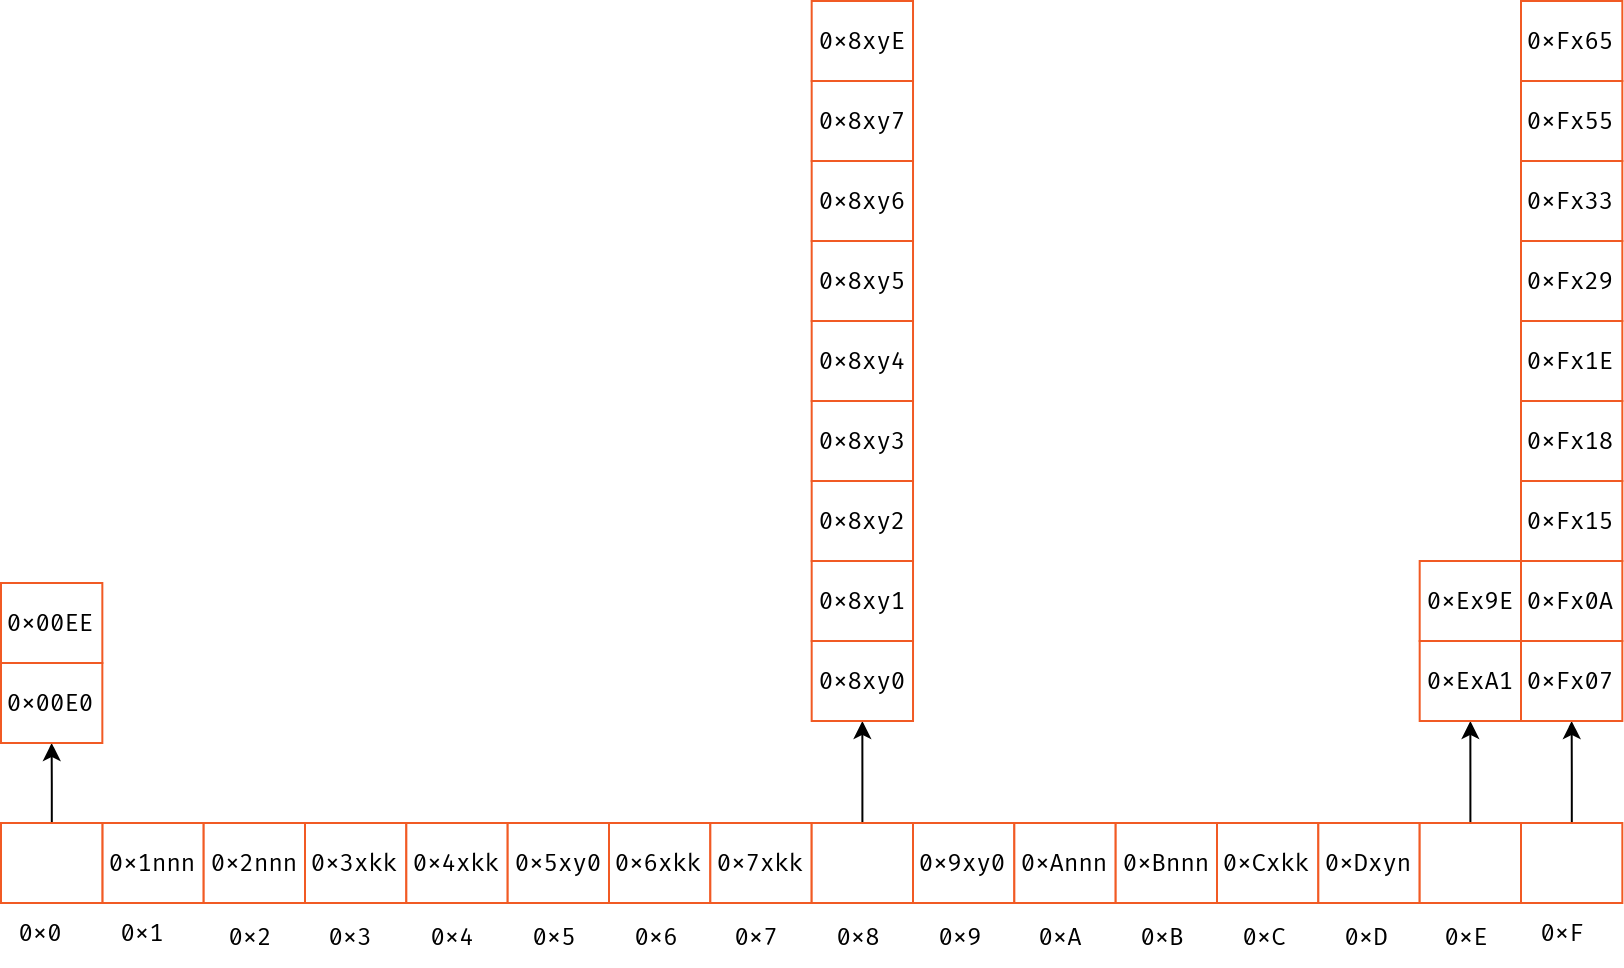 0×8xyE 0×Fx65
0×8xy7 0×Fx55
0×8xy6 0×Fx33
0×8xy5 0×Fx29
0×8xy4 0×Fx1E
0×8xy3 0×Fx18
0×8xy2 0×Fx15
0×00EE 0×8xy1 0×Ex9E 0×Fx0A
0×00E0 0×8xy0 0×ExA1 0×Fx07
0×1nnn 0×2nnn 0×3xkk 0×4xkk 0×5xy0 0×6xkk 0×7xkk 0×9xy0 0×Annn 0×Bnnn 0×Cxkk 0×Dxyn
0×0 0×1 0×2 0×3 0×4 0×5 0×6 0×7 0×8 0×9 0×A 0×B 0×C 0×D 0×E 0×F